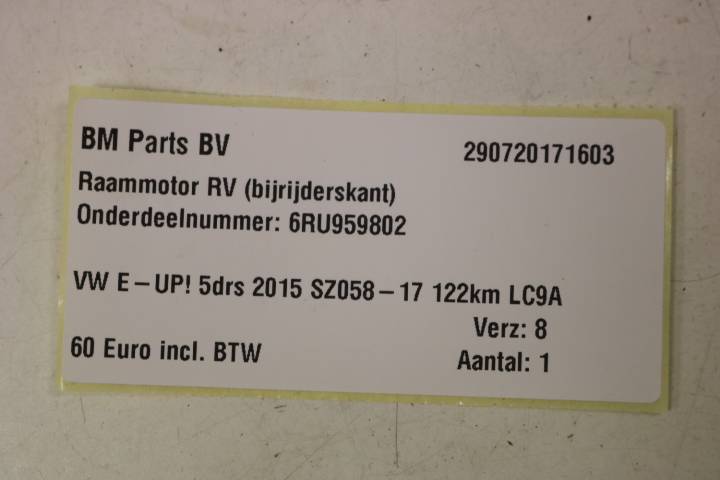 BM Parts BV 290720171603
Raammotor RV (bijrijderskant)
Onderdeelnummer: 6RU959802
VW E-UP! 5drs 2015 SZ058-17 122km LC9A
Verz: 8
60 Euro incl. BTW Aantal: 1